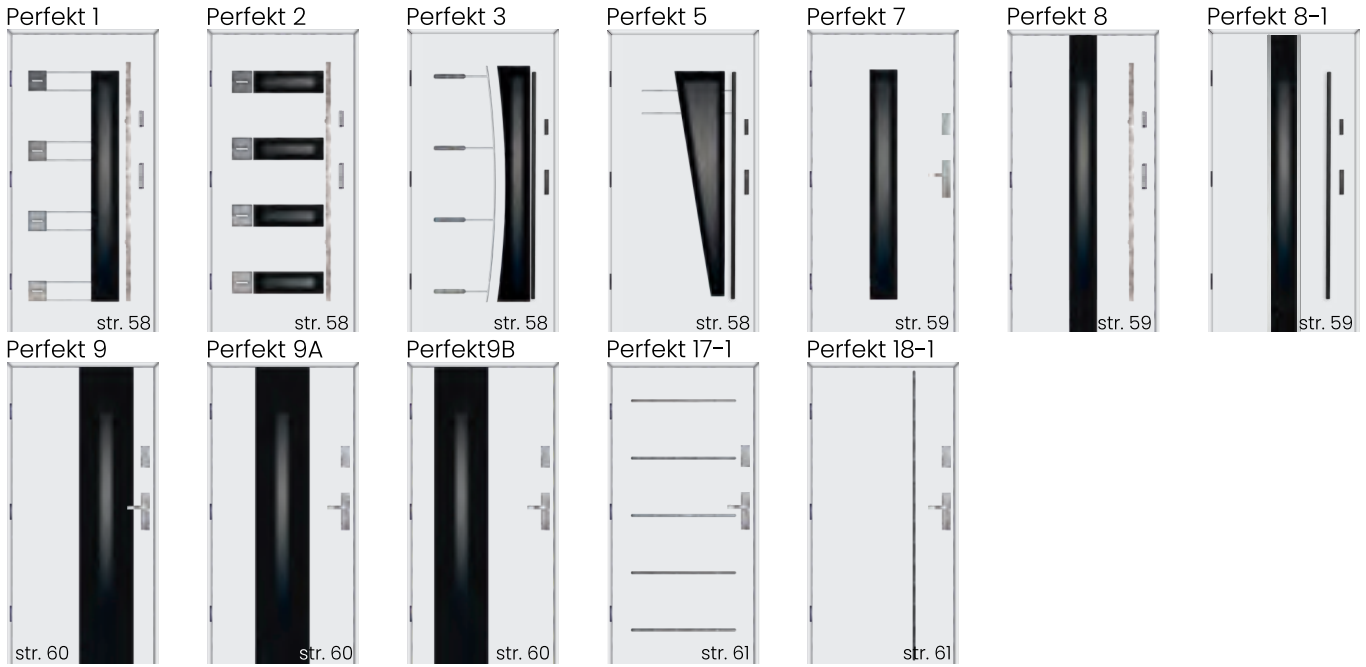 Perfekt 1
Perfekt 2
Perfekt 3
Perfekt 5
Perfekt 7
Perfekt 8
Perfekt 8-1
str. 58
str. 58
str. 58
str. 58
str. 59
str. 59
str. 59
Perfekt 9
Perfekt 9A
Perfekt9B
Perfekt 17-1
Perfekt 18-1
str. 60
str. 60
str. 60
str. 61
str. 61